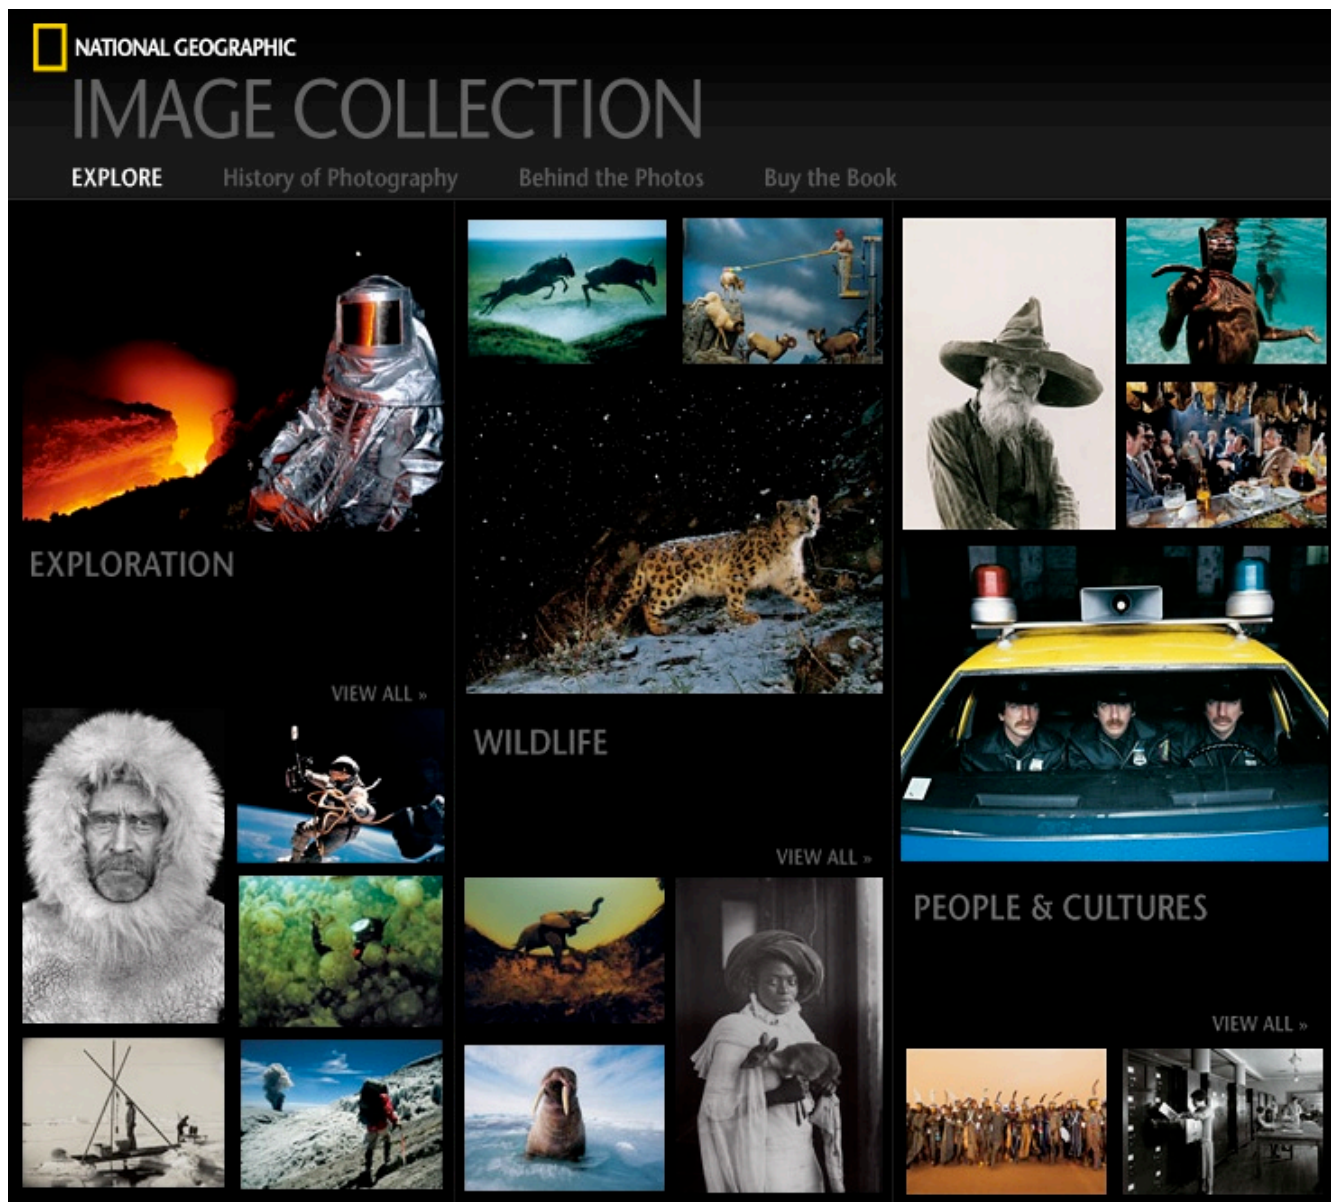 NATIONAL GEOGRAPHIC
IMAGE COLLECTION
EXPLORE History of Photography Behind the Photos Buy the Book
EXPLORATION
VIEW ALL »
WILDLIFE
VIEW ALL »
PEOPLE & CULTURES
VIEW ALL »